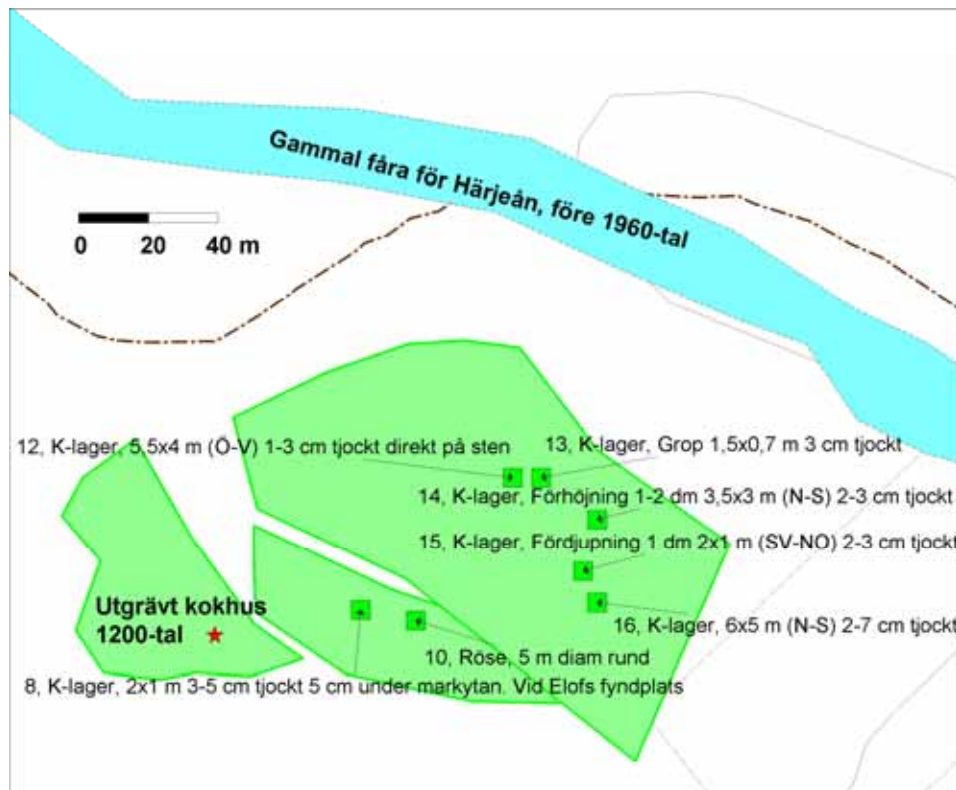 Gammal fåra för Härjeån, före 1960-tal
0 20 40 m
12, K-lager, 5,5x4 m (Ö-V) 1-3 cm tjockt direkt på sten
13, K-lager, Grop 1,5x0,7 m 3 cm tjockt
14, K-lager, Förhöjning 1-2 dm 3,5x3 m (N-S) 2-3 cm tjockt
15, K-lager, Fördjupning 1 dm 2x1 m (SV-NO) 2-3 cm tjockt
Utgrävt kokhus
1200-tal
16, K-lager, 6x5 m (N-S) 2-7 cm tjockt
10, Röse, 5 m diam rund
8, K-lager, 2x1 m 3-5 cm tjockt 5 cm under markytan. Vid Elofs fyndplats